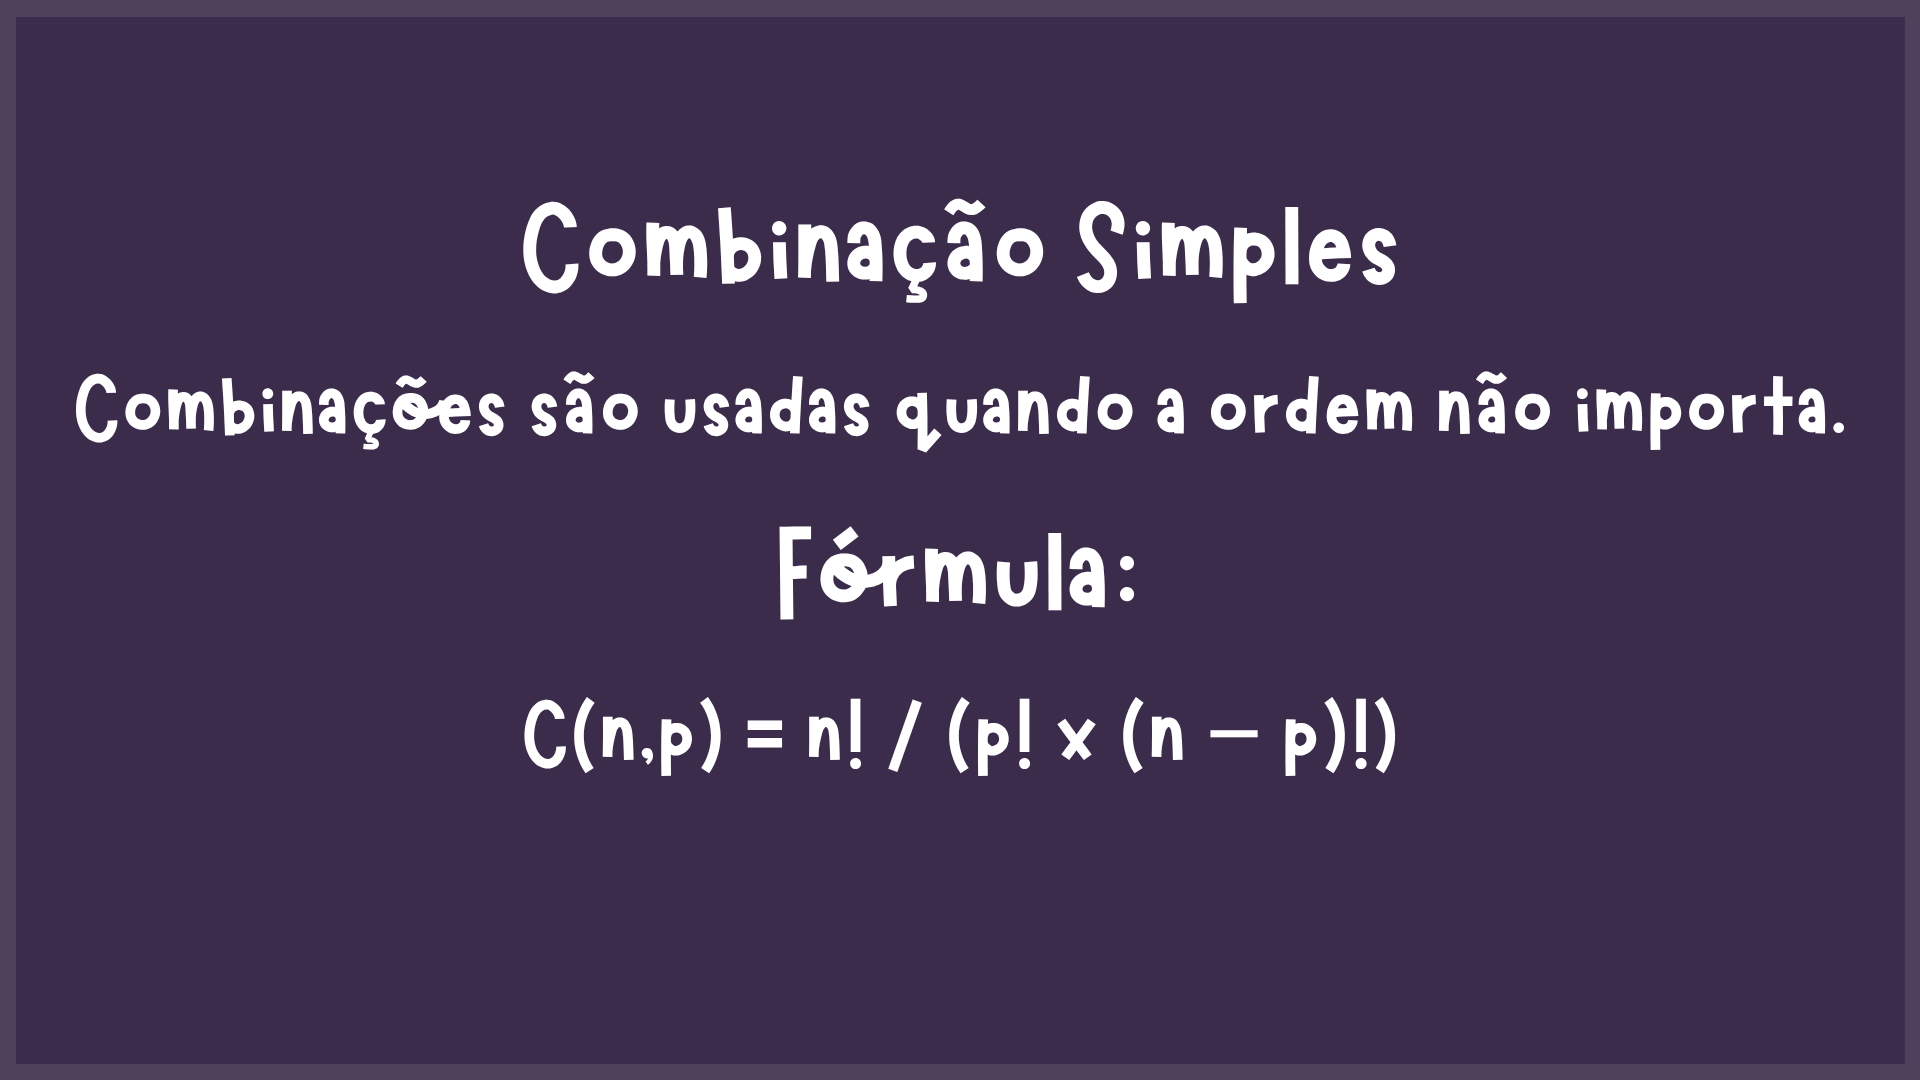 Combinação Simples
Combinações são usadas quando a ordem não importa.
Fórmula:
C(n,p) = n! / (p! x (n – p)!)